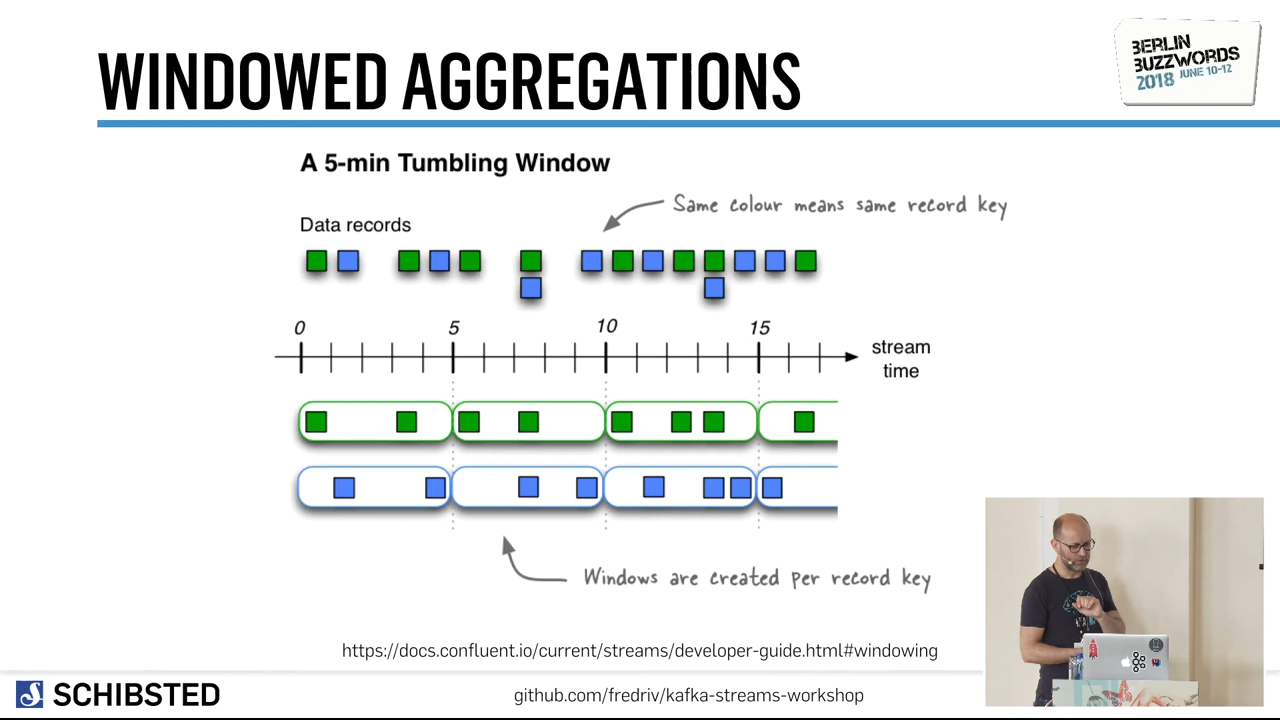 WINDOWED AGGREGATIONS
BERLIN
BUZZWORDS
2018 JUNE 10-12
A 5-min Tumbling Window
Same colour means same record key
Data records
0 5 10 15
stream
time
Windows are created per record key
https://docs.confluent.io/current/streams/developer-guide.html#windowing
SCHIBSTED
github.com/fredriv/kafka-streams-workshop